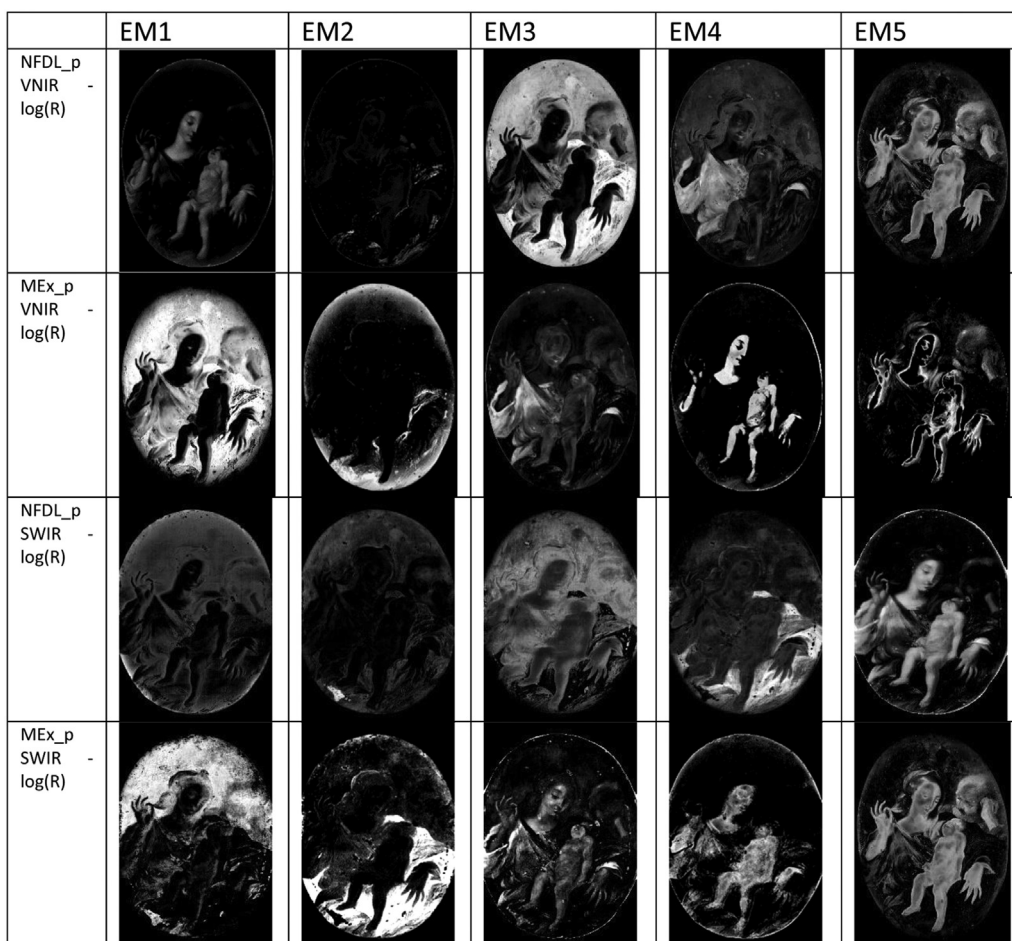 EM1 EM2 EM3 EM4 EM5
NFDL_p
VNIR -
log(R)
MEx_p
VNIR -
log(R)
NFDL_p
SWIR -
log(R)
MEx_p
SWIR -
log(R)